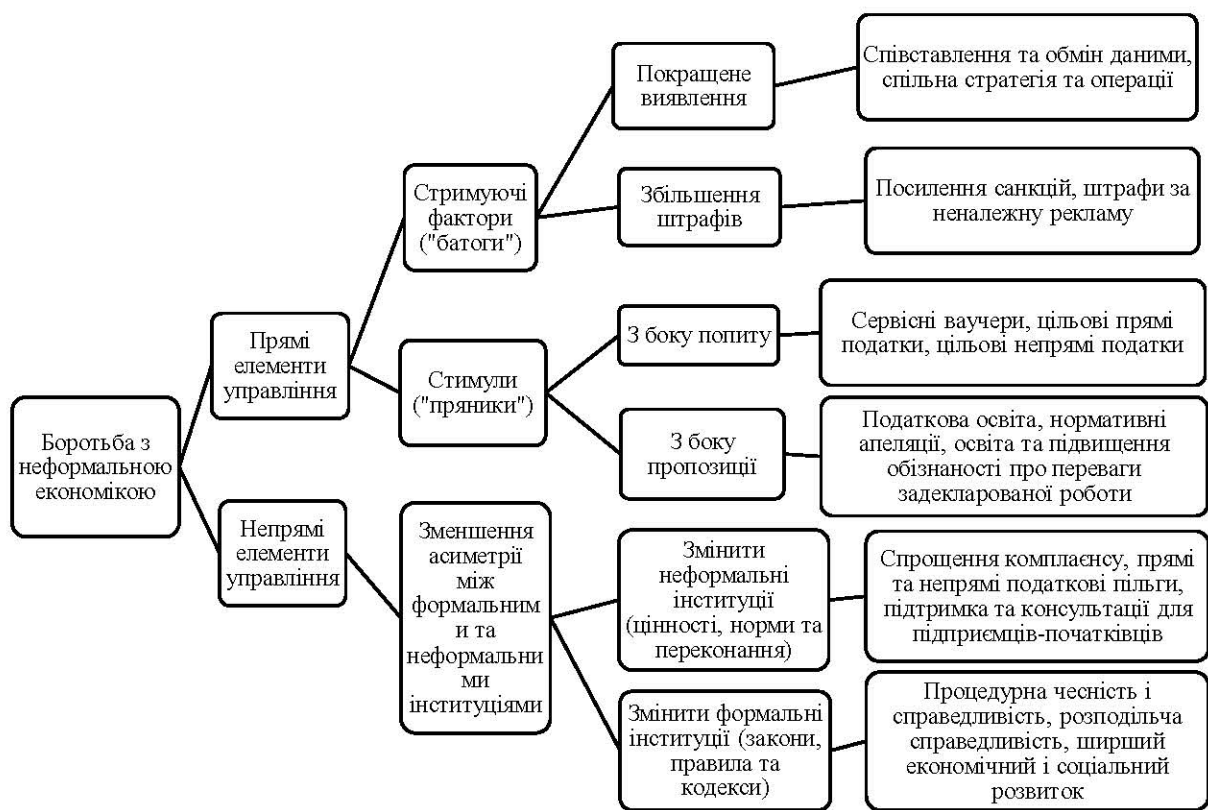 Боротьба з
неформальною
економікою
Прямі
елементи
управління
Непрямі
елементи
управління
Стримуючі
фактори
("батоги")
Стимули
("пряники")
Зменшення
асиметрії
між
формальним
и та
неформальни
ми
інституціями
Покращене
виявлення
Збільшення
штрафів
З боку попиту
З боку
пропозиції
Змінити
неформальні
інституції
(цінності, норми та
переконання)
Змінити формальні
інституції (закони,
правила та
кодекси)
Співставлення та обмін даними,
спільна стратегія та операції
Посилення санкцій, штрафи за
неналежну рекламу
Сервісні ваучери, цільові прямі
податки, цільові непрямі податки
Податкова освіта, нормативні
апеляції, освіта та підвищення
обізнаності про переваги
задекларованої роботи
Спрощення комплаєнсу, прямі
та непрямі податкові пільги,
підтримка та консультації для
підприємців-початківців
Процедурна чесність і
справедливість, розподільча
справедливість, ширший
економічний і соціальний
розвиток